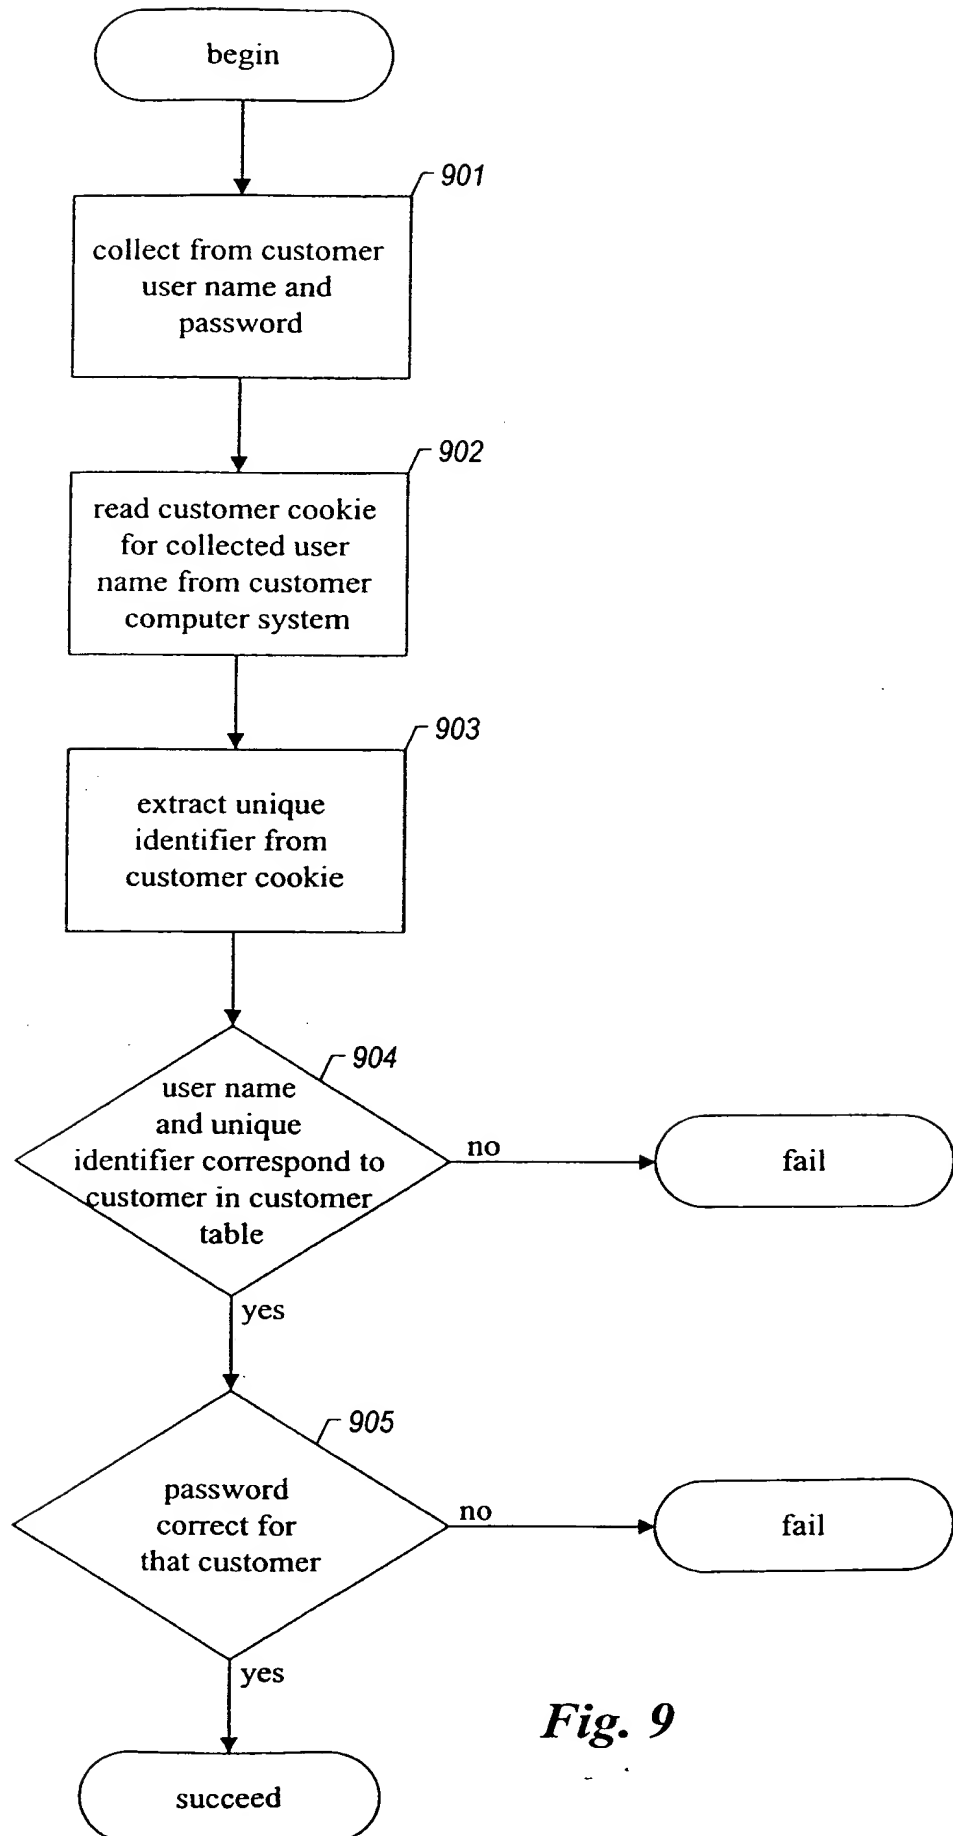 begin
901
collect from customer
user name and
password
902
read customer cookie
for collected user
name from customer
computer system
903
extract unique
identifier from
customer cookie
904
user name
and unique
identifier correspond to
customer in customer
table
no
fail
yes
905
password
correct for
that customer
no
fail
yes
succeed
Fig. 9